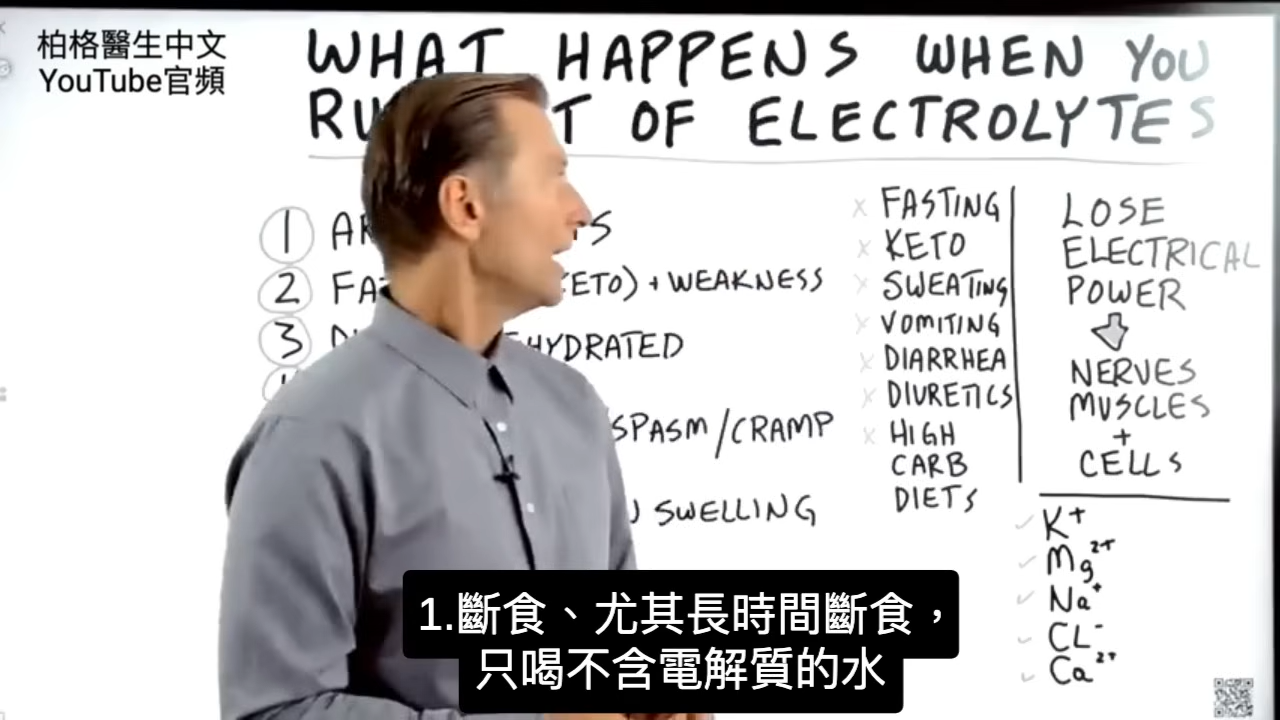 柏格醫生中文
YouTube官頻
WHAT HAPPENS WHEN YOU
OF ELECTROLYTES
1
2 + WEAKNESS
3
SPASM/CRAMP
SWELLING
× FASTING
× KETO
× SWEATING
× VOMITING
× DIARRHEA
× DIURETICS
× HIGH
CARB
DIETS
LOSE
ELECTRICAL
POWER
NERVES
MUSCLES
+
CELLS
K+
Mg2+
Na+
CL-
Ca2+
1.斷食、尤其長時間斷食，
只喝不含電解質的水